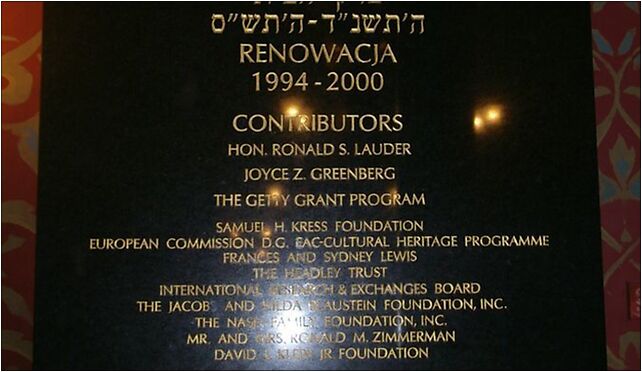 ה'תשנ"ד-ה'תש"ס
RENOWACJA
1994-2000
CONTRIBUTORS
HON. RONALD S. LAUDER
JOYCE Z. GREENBERG
THE GETTY GRANT PROGRAM
SAMUEL H. KRESS FOUNDATION
EUROPEAN COMMISSION D.G. EAC-CULTURAL HERITAGE PROGRAMME
FRANCES AND SYDNEY LEWIS
THE HEADLEY TRUST
INTERNATIONAL RESEARCH & EXCHANGES BOARD
THE JACOB AND HILDA BLAUSTEIN FOUNDATION, INC.
THE NASH FAMILY FOUNDATION, INC.
MR. AND MRS. RONALD M. ZIMMERMAN
DAVID KLEIN JR. FOUNDATION